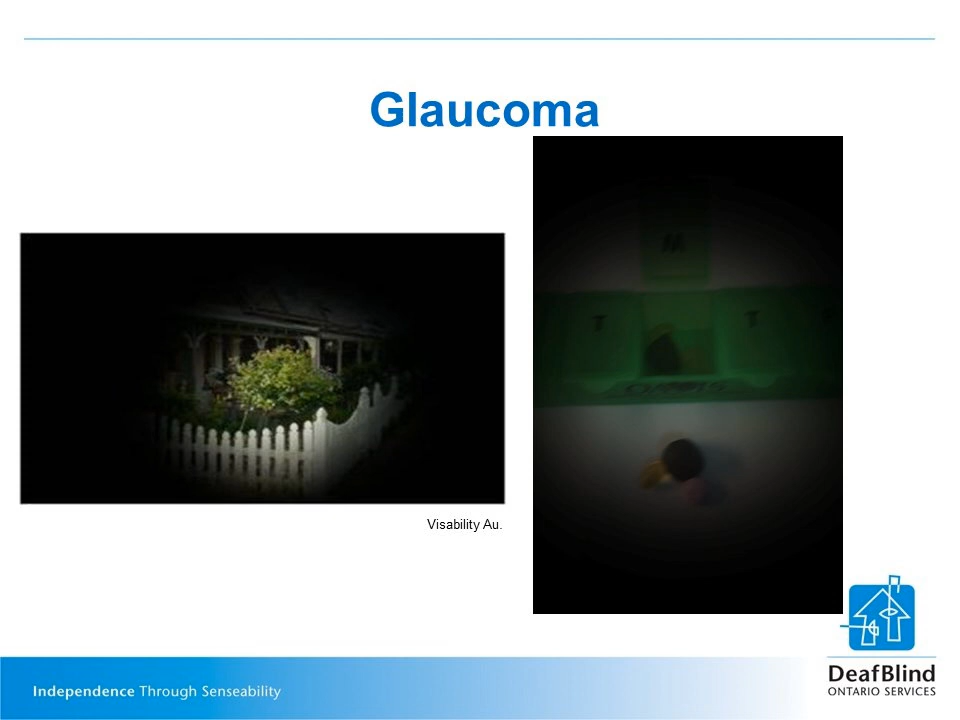 Glaucoma
M
T
T
Visability Au.
Independence Through Senseability
DeafBlind
ONTARIO SERVICES